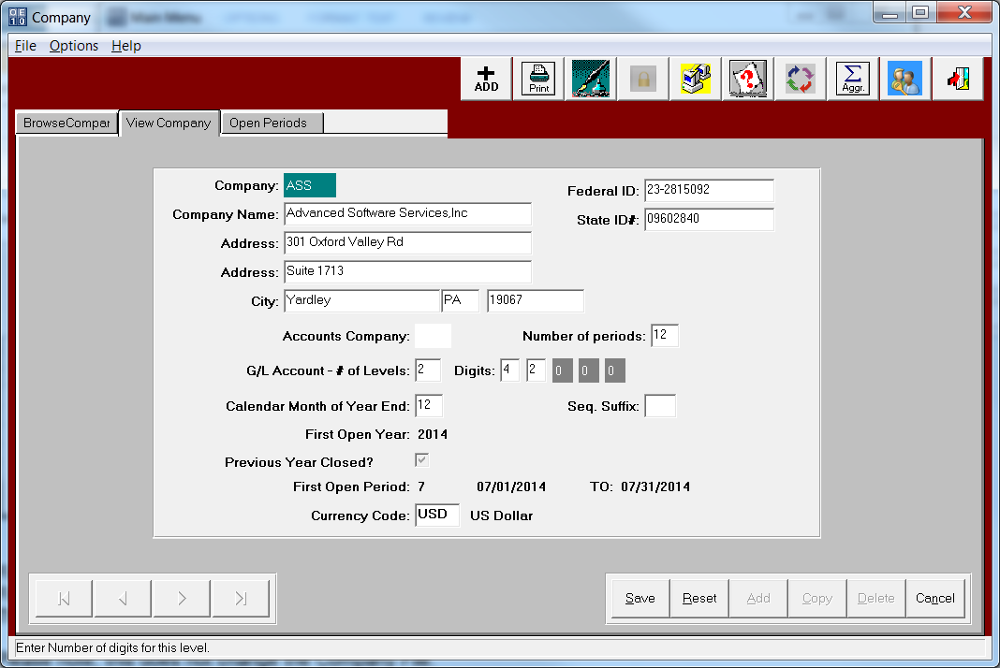 OE
10
Company
Main Menu
File Options Help
ADD
Print
Σ
Aggr.
BrowseCompar View Company Open Periods
Company: ASS
Federal ID: 23-2815092
Company Name: Advanced Software Services,Inc
State ID#: 09602840
Address: 301 Oxford Valley Rd
Address: Suite 1713
City: Yardley PA 19067
Accounts Company: Number of periods: 12
G/L Account - # of Levels: 2 Digits: 4 2 0 0 0
Calendar Month of Year End: 12 Seq. Suffix:
First Open Year: 2014
Previous Year Closed?
First Open Period: 7 07/01/2014 TO: 07/31/2014
Currency Code: USD US Dollar
Save Reset Add Copy Delete Cancel
Enter Number of digits for this level.